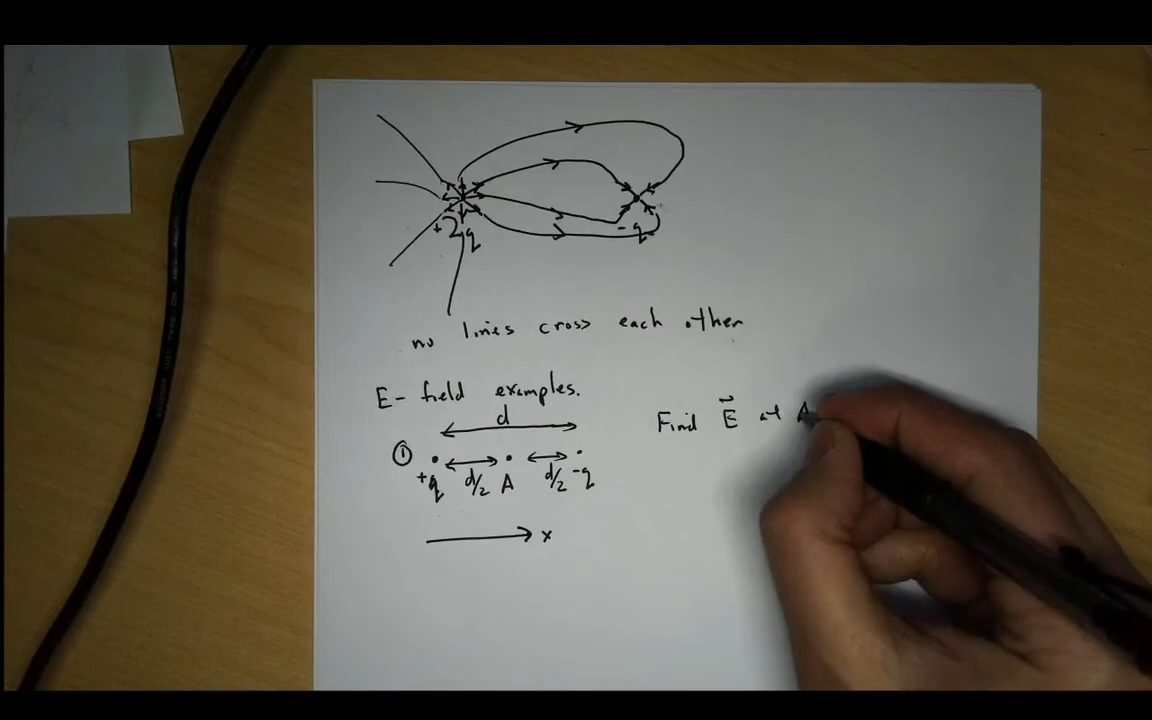 +2q
-q
no lines cross each other
E- field examples.
d
Find E⃗ at A
①
+q d/2 A d/2 -q
x